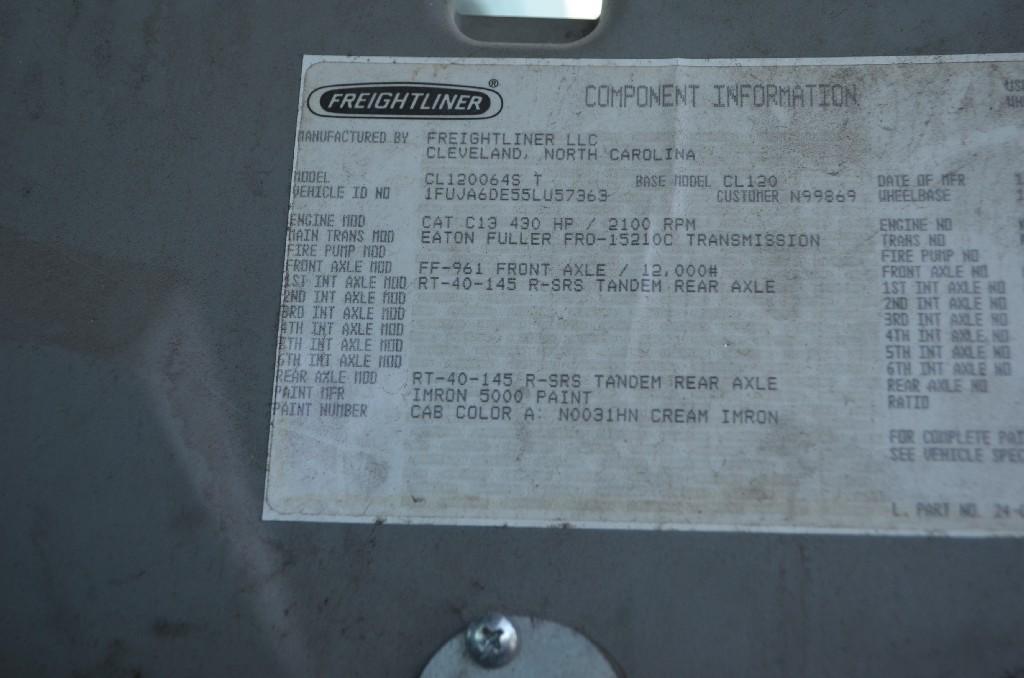 FREIGHTLINER ®
COMPONENT INFORMATION
MANUFACTURED BY FREIGHTLINER LLC
CLEVELAND, NORTH CAROLINA
MODEL CL120064S T BASE MODEL CL120 DATE OF MFR
VEHICLE ID NO 1FUJA6DE55LU57363 CUSTOMER N99869 WHEELBASE
ENGINE MOD CAT C13 430 HP / 2100 RPM ENGINE NO
MAIN TRANS MOD EATON FULLER FRO-15210C TRANSMISSION TRANS NO
FIRE PUMP MOD FIRE PUMP NO
FRONT AXLE MOD FF-961 FRONT AXLE / 12,000# FRONT AXLE NO
1ST INT AXLE MOD RT-40-145 R-SRS TANDEM REAR AXLE 1ST INT AXLE NO
2ND INT AXLE MOD 2ND INT AXLE NO
3RD INT AXLE MOD 3RD INT AXLE NO
4TH INT AXLE MOD 4TH INT AXLE NO
5TH INT AXLE MOD 5TH INT AXLE NO
6TH INT AXLE MOD 6TH INT AXLE NO
REAR AXLE MOD RT-40-145 R-SRS TANDEM REAR AXLE REAR AXLE NO
PAINT MFR IMRON 5000 PAINT RATIO
PAINT NUMBER CAB COLOR A: N0031HN CREAM IMRON
FOR COMPLETE PAI
SEE VEHICLE SPEC
L. PART NO. 24-